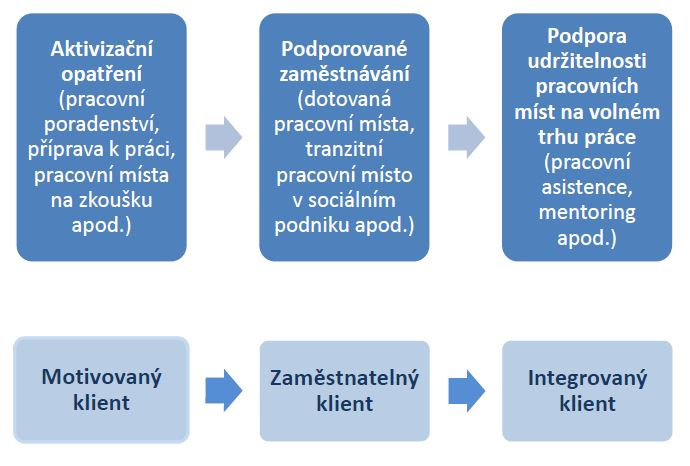 Aktivizační
opatření
(pracovní
poradenství,
příprava k práci,
pracovní místa
na zkoušku
apod.)
Podporované
zaměstnávání
(dotovaná
pracovní místa,
tranzitní
pracovní místo
v sociálním
podniku apod.)
Podpora
udržitelnosti
pracovních
míst na volném
trhu práce
(pracovní
asistence,
mentoring
apod.)
Motivovaný
klient
Zaměstnatelný
klient
Integrovaný
klient